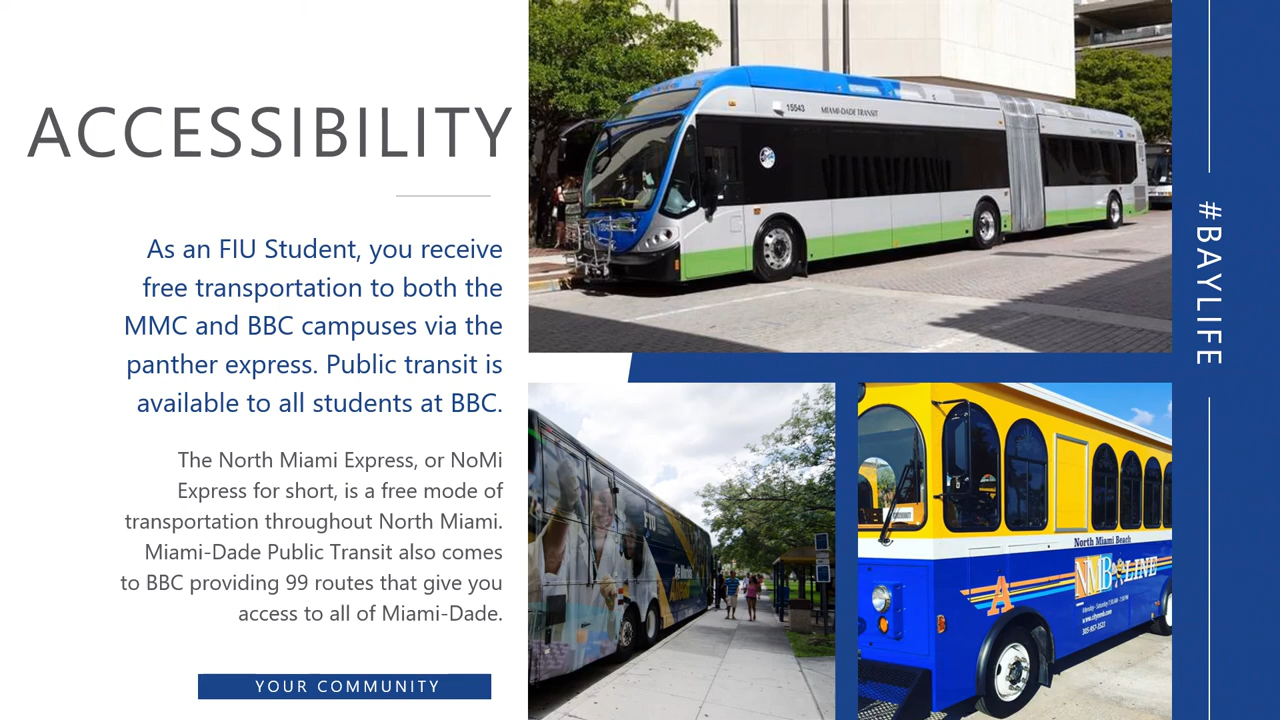 ACCESSIBILITY
As an FIU Student, you receive
free transportation to both the
MMC and BBC campuses via the
panther express. Public transit is
available to all students at BBC.
The North Miami Express, or NoMi
Express for short, is a free mode of
transportation throughout North Miami.
Miami-Dade Public Transit also comes
to BBC providing 99 routes that give you
access to all of Miami-Dade.
YOUR COMMUNITY
15543 MIAMI-DADE TRANSIT
FIU
North Miami Beach
NMB LINE
A
305-957-3523
#BAYLIFE